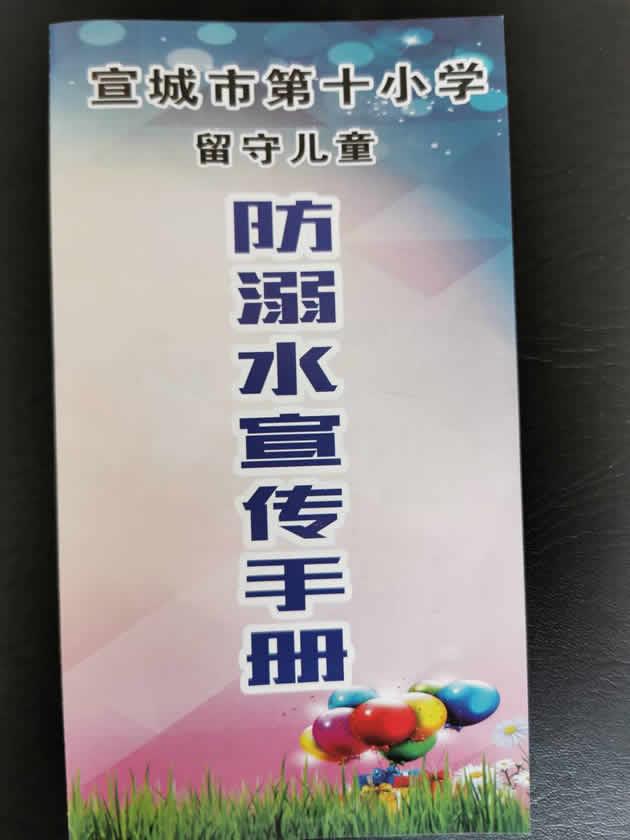 宣城市第十小学
留守儿童
防溺水宣传手册